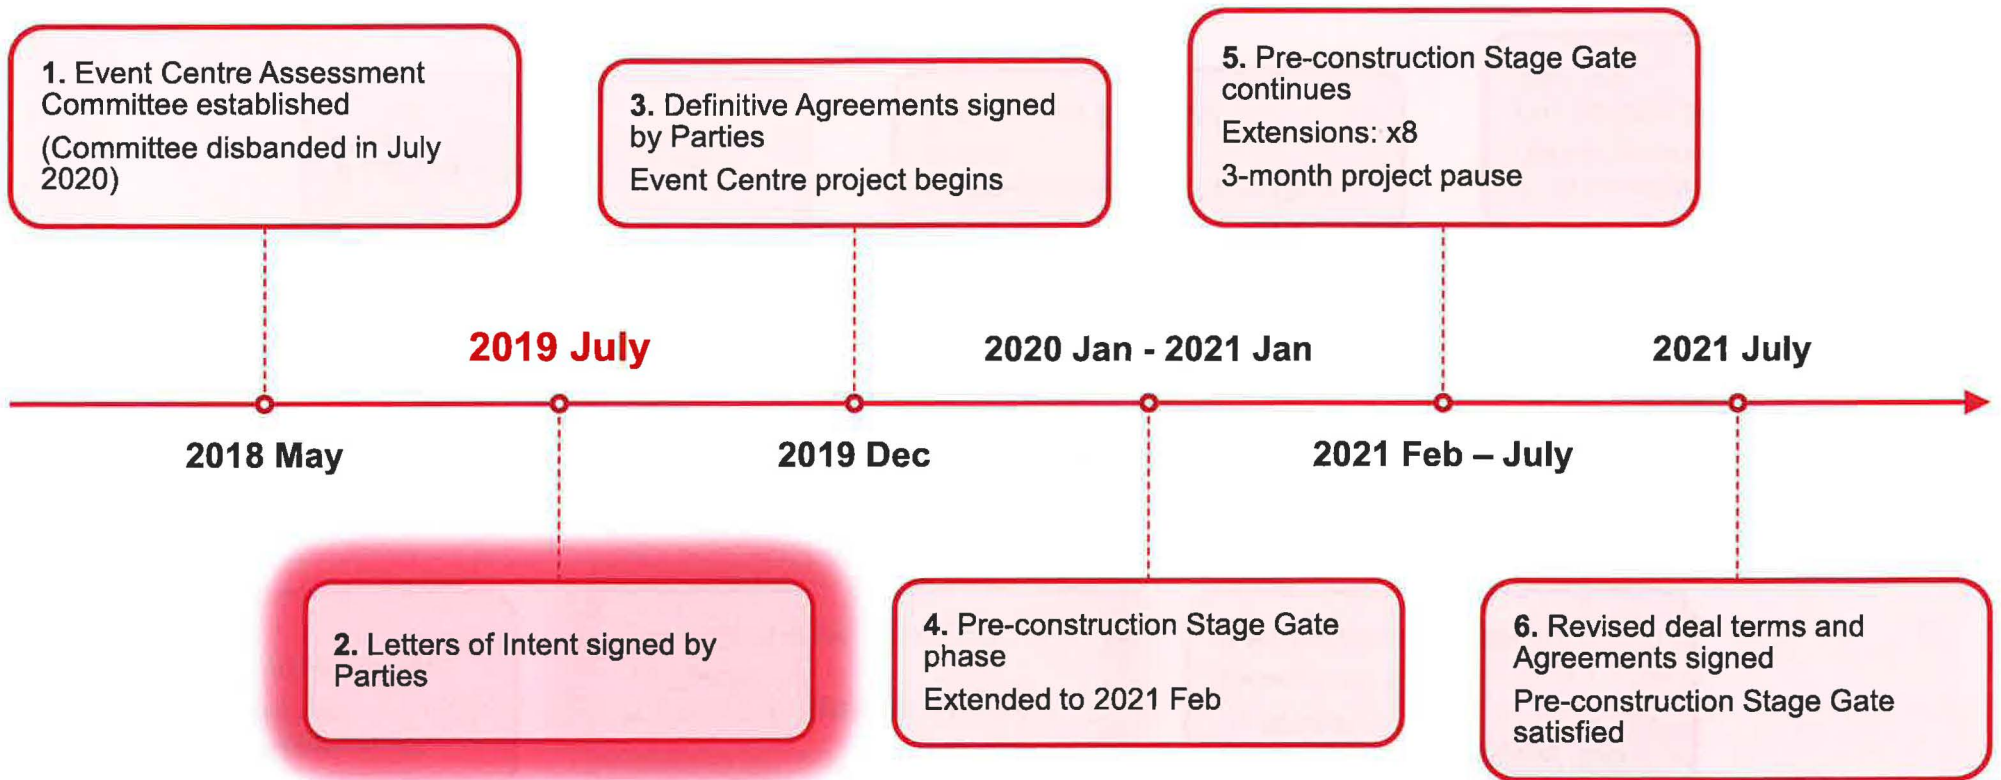 1. Event Centre Assessment
Committee established
(Committee disbanded in July
2020)
3. Definitive Agreements signed
by Parties
Event Centre project begins
5. Pre-construction Stage Gate
continues
Extensions: x8
3-month project pause
2019 July
2020 Jan - 2021 Jan
2021 July
2018 May
2019 Dec
2021 Feb – July
2. Letters of Intent signed by
Parties
4. Pre-construction Stage Gate
phase
Extended to 2021 Feb
6. Revised deal terms and
Agreements signed
Pre-construction Stage Gate
satisfied